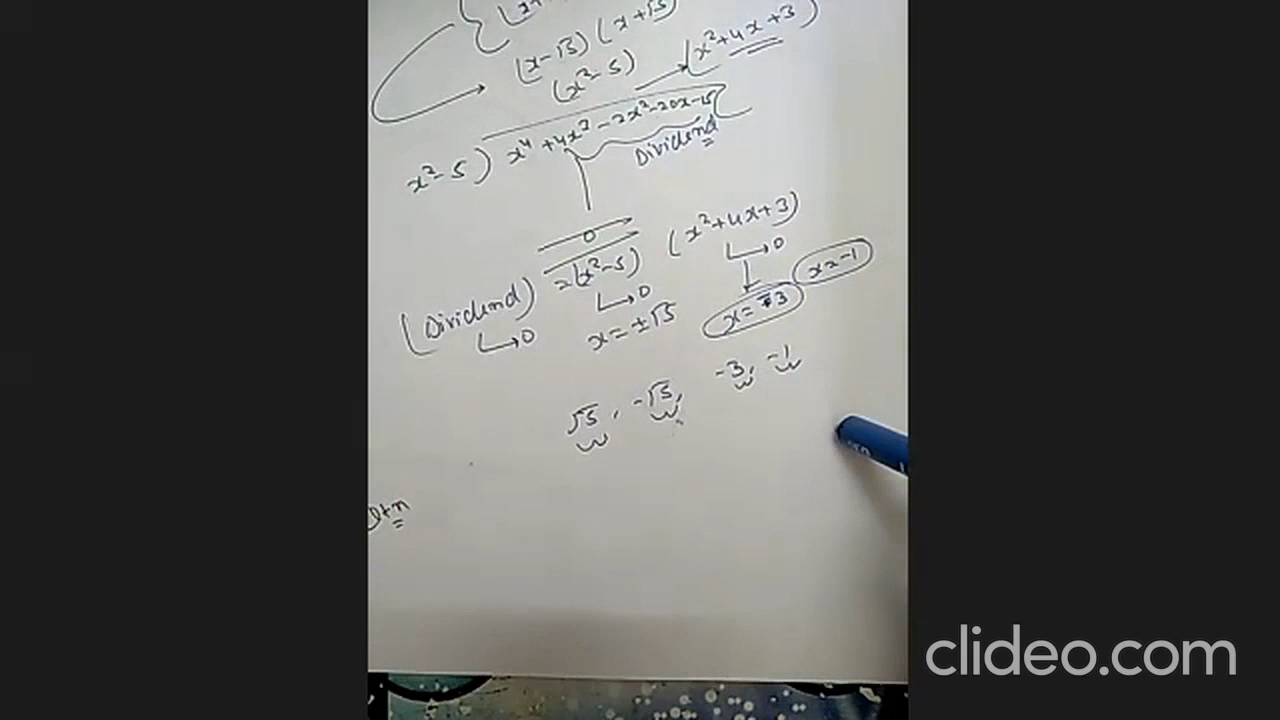 (x-√5) (x+√5)
(x²-5) (x²+4x+3)
x²-5) x⁴ +4x³ -2x²-20x-15
Dividend
0
(Dividend) =(x²-5) (x²+4x+3)
→0 →0 →0
x=±√5 x=-3 x=-1
√5, -√5, -3, -1
clideo.com